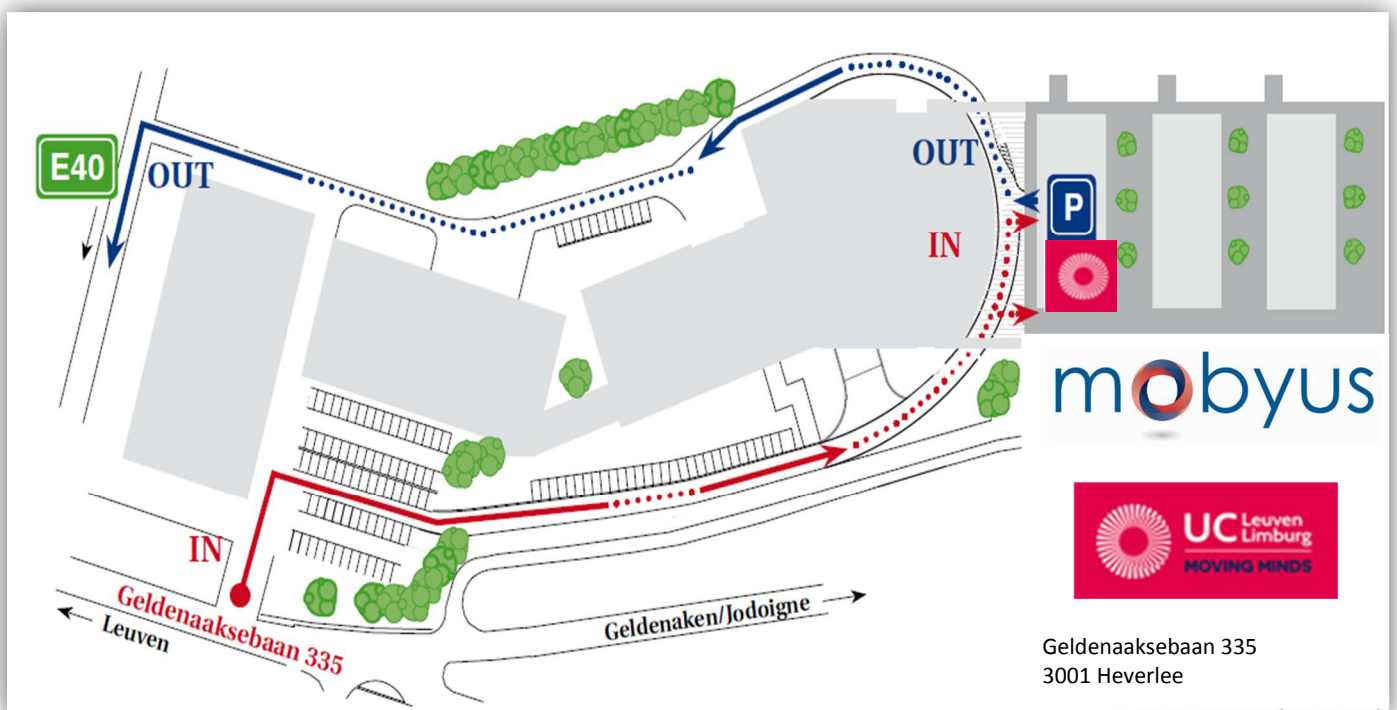 E40
OUT
OUT
P
IN
mobyus
UC Leuven
Limburg
MOVING MINDS
IN
Geldenaaksebaan 335
Leuven
Geldenaken/Jodoigne
Geldenaaksebaan 335
3001 Heverlee